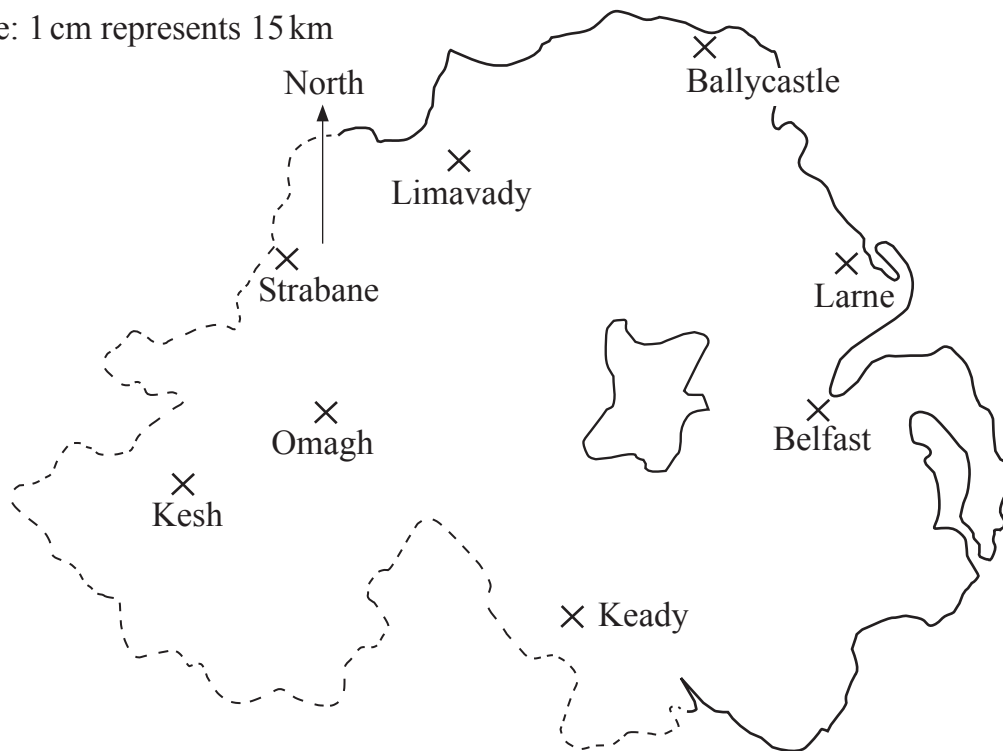 e: 1 cm represents 15 km
North
Ballycastle
Limavady
Strabane
Larne
Omagh
Belfast
Kesh
Keady